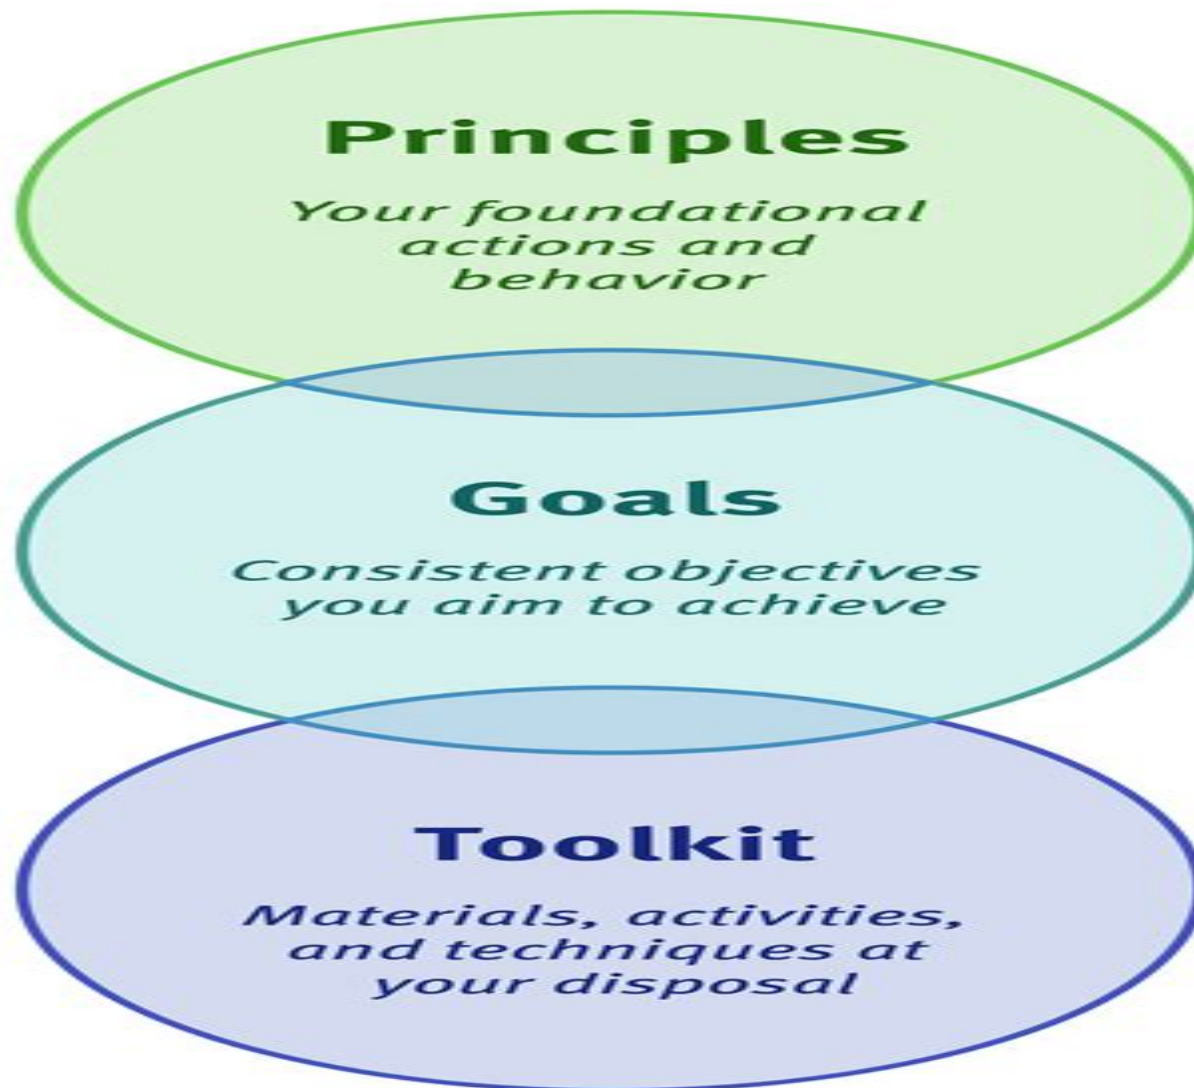 Principles
Your foundational
actions and
behavior
Goals
Consistent objectives
you aim to achieve
Toolkit
Materials, activities,
and techniques at
your disposal